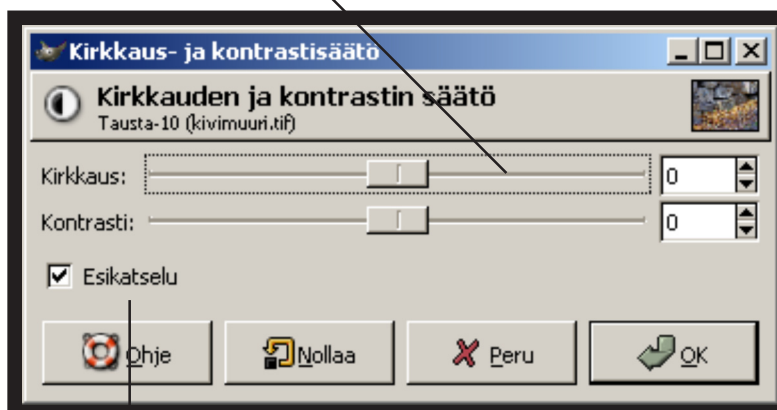 Kirkkaus- ja kontrastisäätö
Kirkkauden ja kontrastin säätö
Tausta-10 (kivimuuri.tif)
Kirkkaus: 0
Kontrasti: 0
Esikatselu
Ohje Nollaa Peru OK